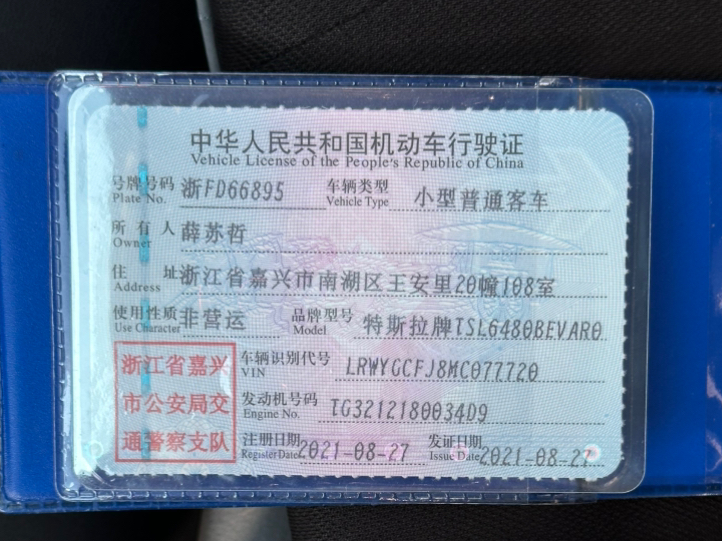 中华人民共和国机动车行驶证
Vehicle License of the People's Republic of China
号牌号码 浙FD66895 车辆类型 小型普通客车
Plate No. Vehicle Type
所有人 薛苏哲
Owner
住址 浙江省嘉兴市南湖区王安里20幢108室
Address
使用性质 非营运 品牌型号 特斯拉牌TSL6480BEVAR0
Use Character Model
浙江省嘉兴 车辆识别代号 LRWYGCFJ8MC077720
VIN
市公安局交 发动机号码 TG3212180034D9
Engine No.
通警察支队 注册日期 2021-08-27 发证日期 2021-08-27
Register Date Issue Date